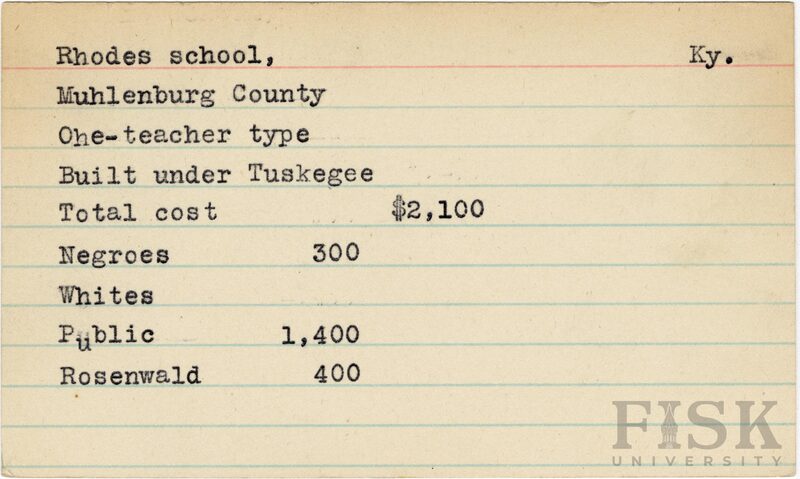 Rhodes school, Ky.
Muhlenburg County
Ohe-teacher type
Built under Tuskegee
Total cost $2,100
Negroes 300
Whites
Public 1,400
Rosenwald 400
FISK
UNIVERSITY